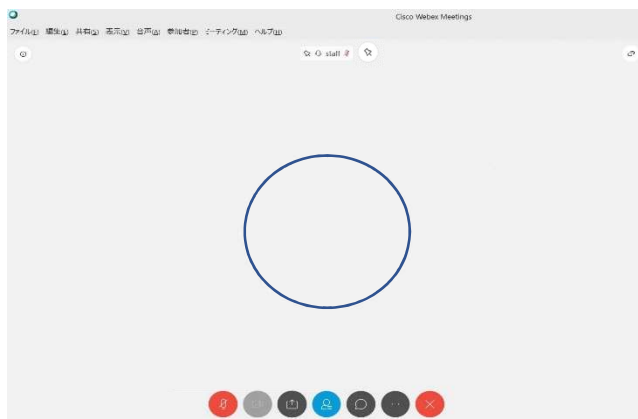 Cisco Webex Meetings
ファイル(F) 編集(E) 共有(S) 表示(V) 音声(A) 参加者(P) ミーティング(M) ヘルプ(H)
staff